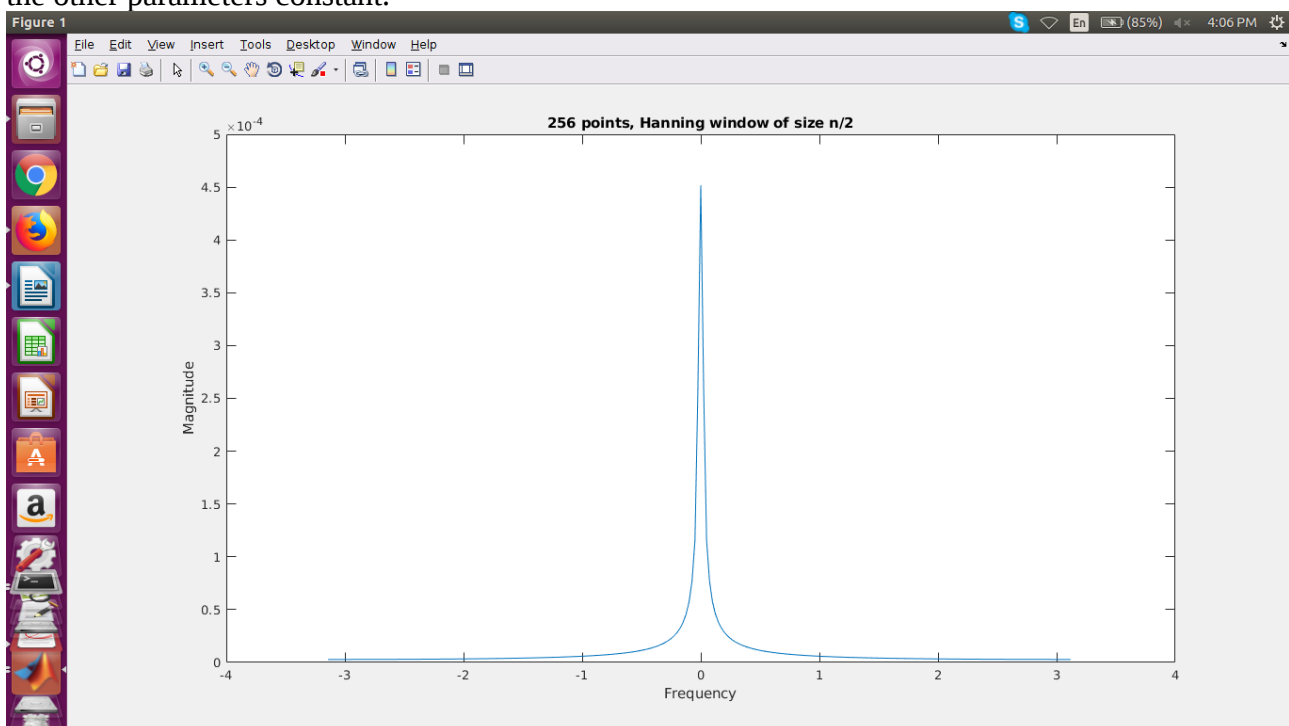 the other parameters constant.
Figure 1
S
En
(85%)
4:06 PM
File Edit View Insert Tools Desktop Window Help
256 points, Hanning window of size n/2
×10-4
5
4.5
4
3.5
3
2.5
2
1.5
1
0.5
0
Magnitude
-4 -3 -2 -1 0 1 2 3 4
Frequency
A
a